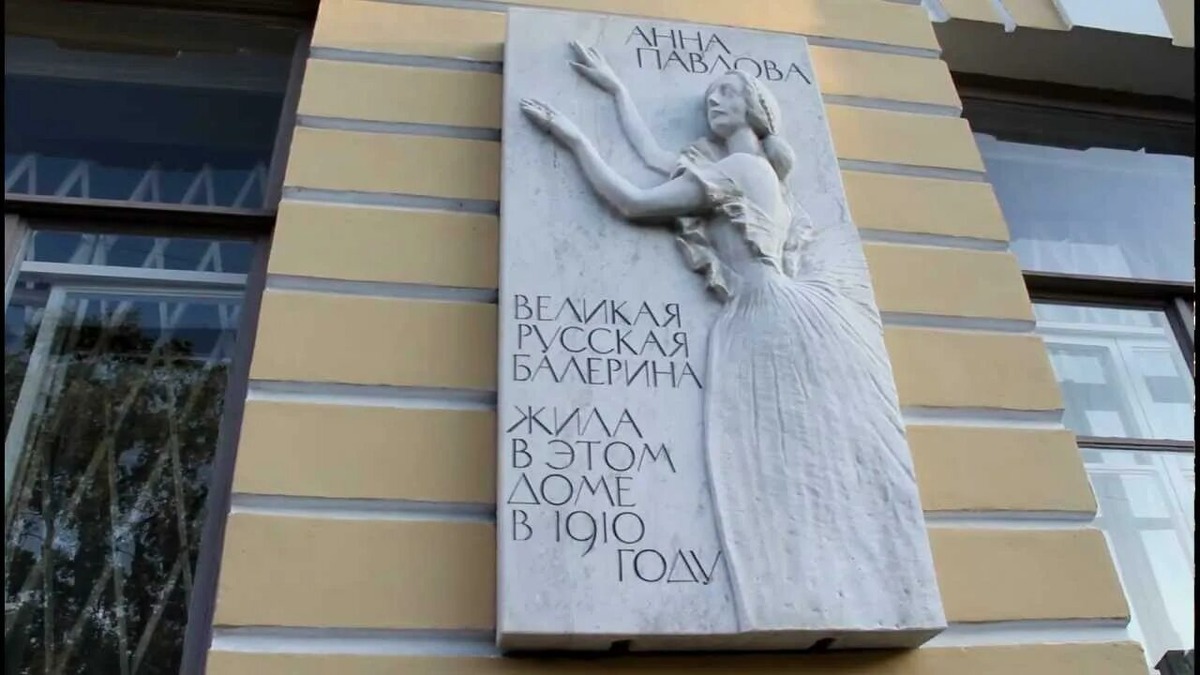 АННА
ПАВЛОВА
ВЕЛИКАЯ
РУССКАЯ
БАЛЕРИНА
ЖИЛА
В ЭТОМ
ДОМЕ
В 1910
ГОДУ